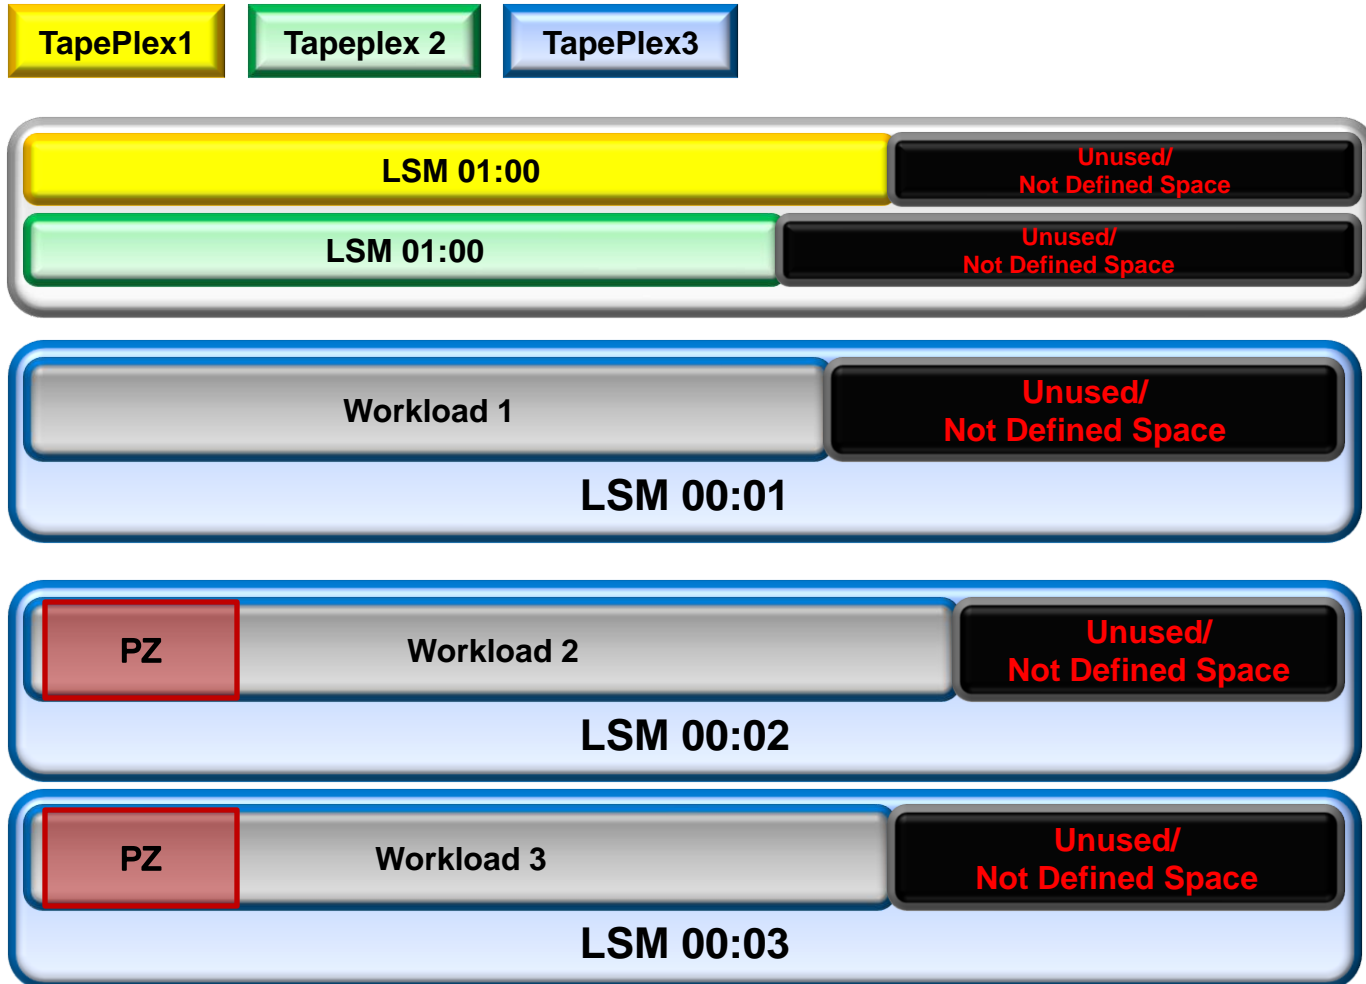 TapePlex1
Tapeplex 2
TapePlex3
LSM 01:00
Unused/
Not Defined Space
LSM 01:00
Unused/
Not Defined Space
Workload 1
Unused/
Not Defined Space
LSM 00:01
PZ
Workload 2
Unused/
Not Defined Space
LSM 00:02
PZ
Workload 3
Unused/
Not Defined Space
LSM 00:03